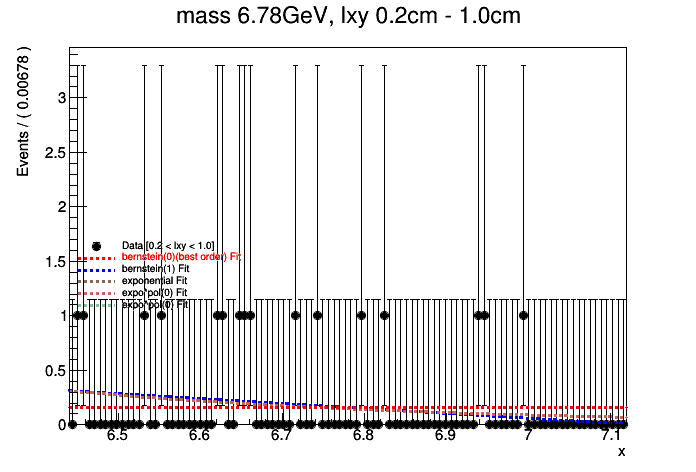 mass 6.78GeV, lxy 0.2cm - 1.0cm
Events / ( 0.00678 )
3
2.5
2
1.5
1
0.5
0
Data [0.2 < lxy < 1.0]
bernstein(0)(best order) Fit
bernstein(1) Fit
exponential Fit
expo*pol(0) Fit
expo*pol(0) Fit
6.5 6.6 6.7 6.8 6.9 7 7.1
x